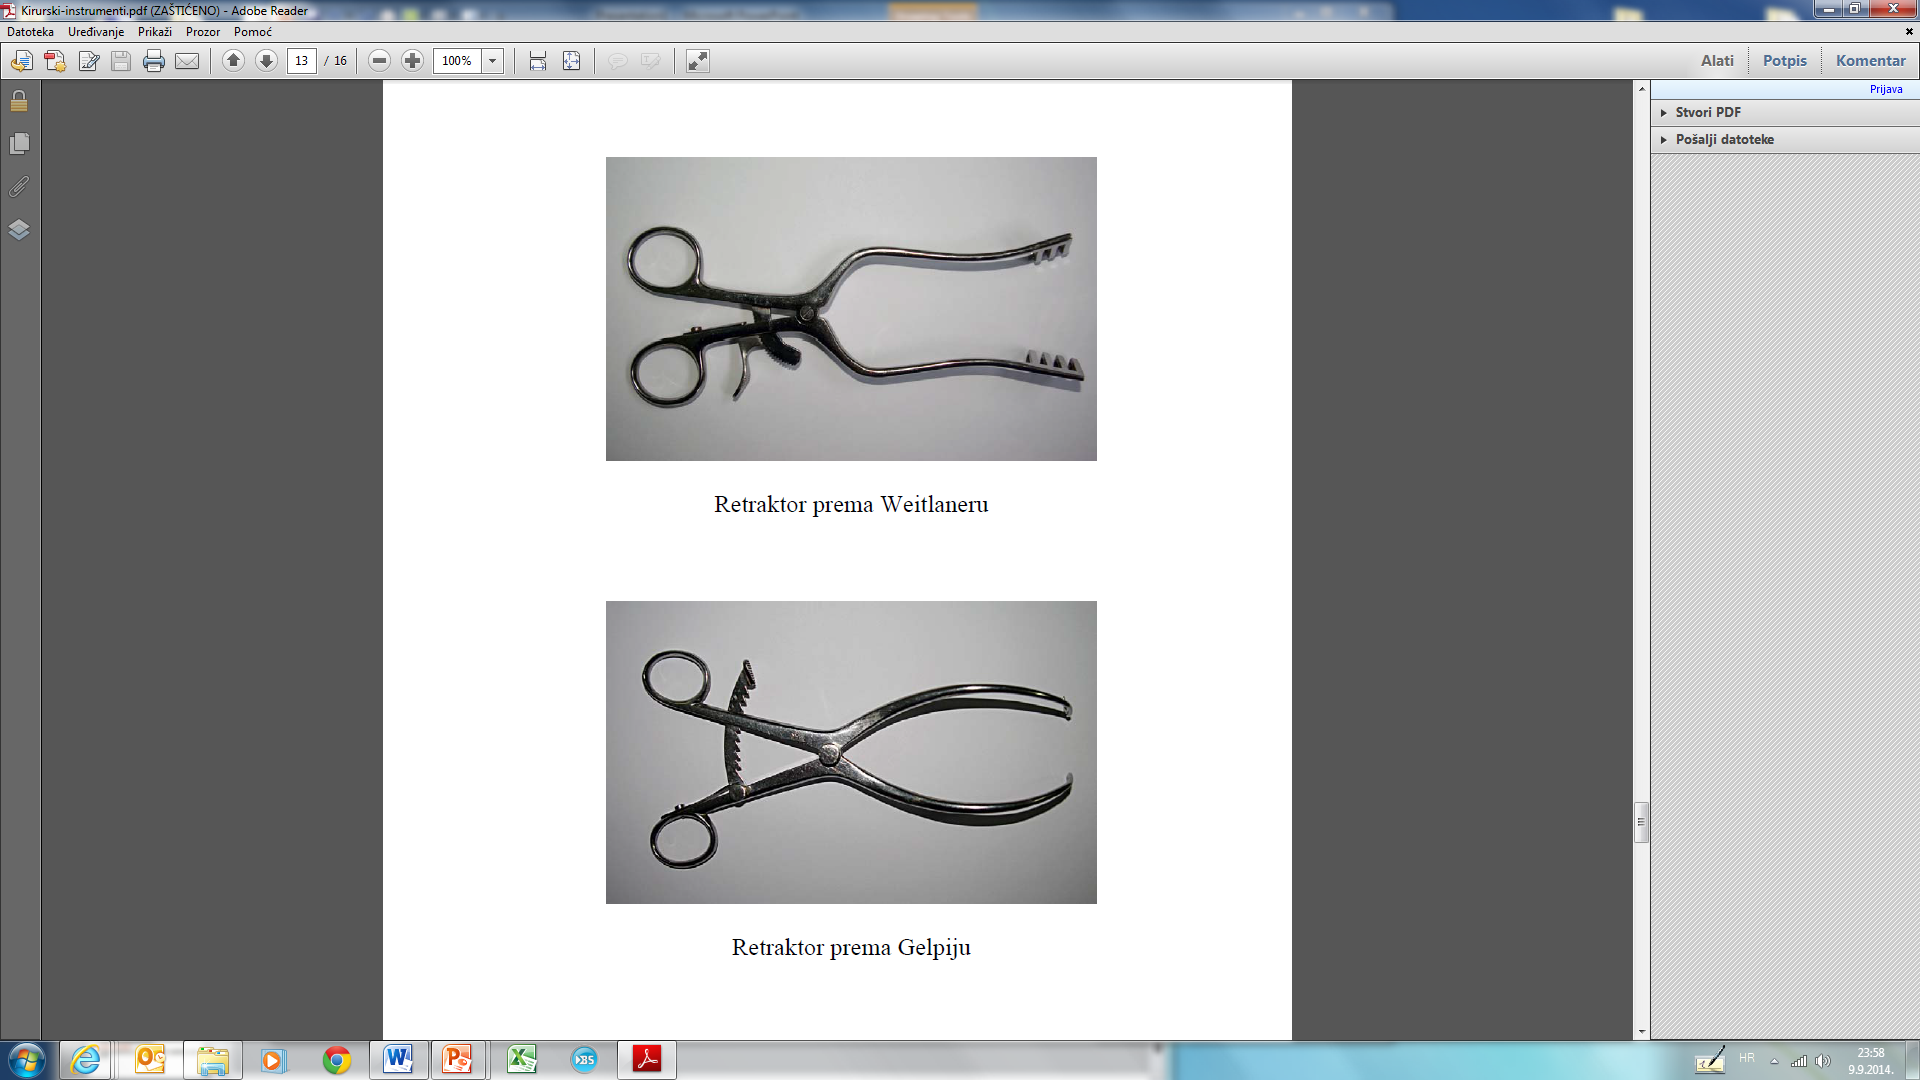 Kirurski-instrumenti.pdf (ZAŠTIĆENO) - Adobe Reader
Datoteka Uređivanje Prikaži Prozor Pomoć
13 / 16 100% Alati Potpis Komentar
Prijava
Stvori PDF
Pošalji datoteke
Retraktor prema Weitlaneru
Retraktor prema Gelpiju
HR 23:58
9.9.2014.